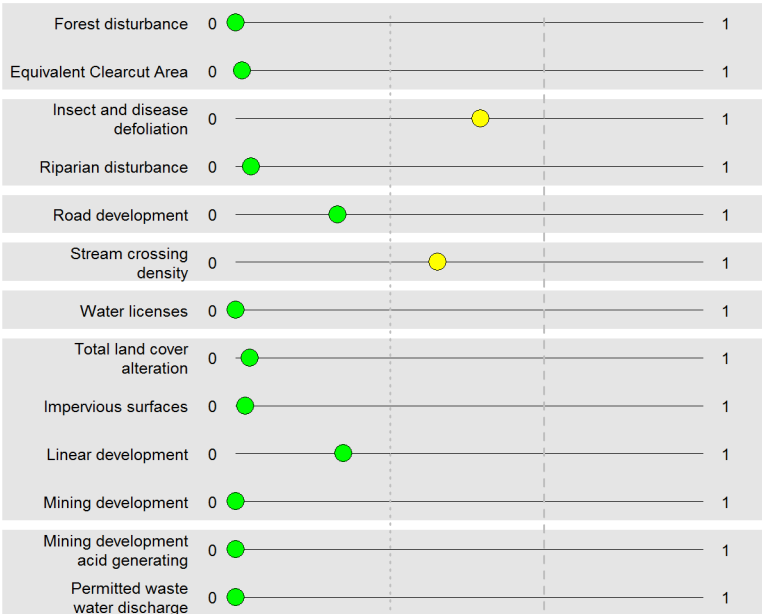 Forest disturbance 0 1
Equivalent Clearcut Area 0 1
Insect and disease
defoliation 0 1
Riparian disturbance 0 1
Road development 0 1
Stream crossing
density 0 1
Water licenses 0 1
Total land cover
alteration 0 1
Impervious surfaces 0 1
Linear development 0 1
Mining development 0 1
Mining development
acid generating 0 1
Permitted waste
water discharge 0 1